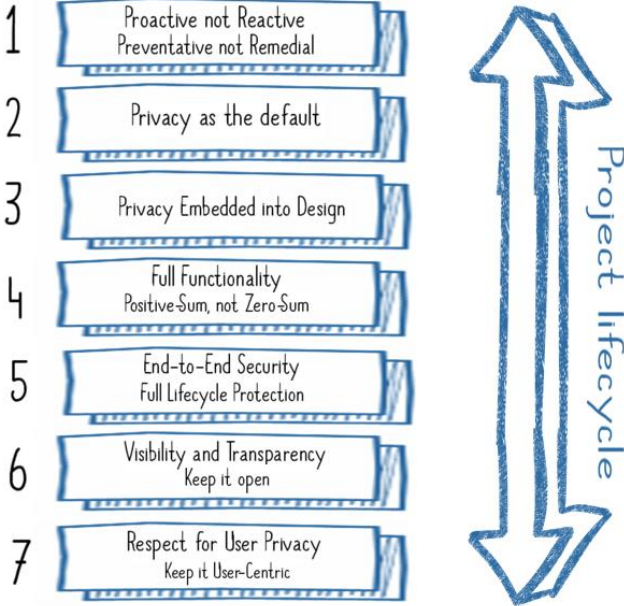 1
Proactive not Reactive
Preventative not Remedial
2
Privacy as the default
3
Privacy Embedded into Design
4
Full Functionality
Positive-Sum, not Zero-Sum
5
End-to-End Security
Full Lifecycle Protection
6
Visibility and Transparency
Keep it open
7
Respect for User Privacy
Keep it User-Centric
Project lifecycle